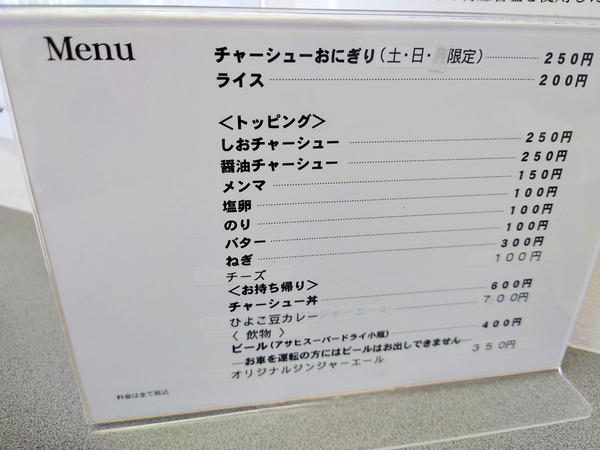 Menu
チャーシューおにぎり(土・日・月限定) 250円
ライス 200円
<トッピング>
しおチャーシュー 250円
醤油チャーシュー 250円
メンマ 150円
塩卵 100円
のり 100円
バター 100円
ねぎ 300円
チーズ 100円
<お持ち帰り>
チャーシュー丼 600円
ひよこ豆カレー 700円
〈 飲物 〉
ビール(アサヒスーパードライ小瓶) 400円
お車を運転の方にはビールはお出しできません
オリジナルジンジャーエール 350円
料金は全て税込